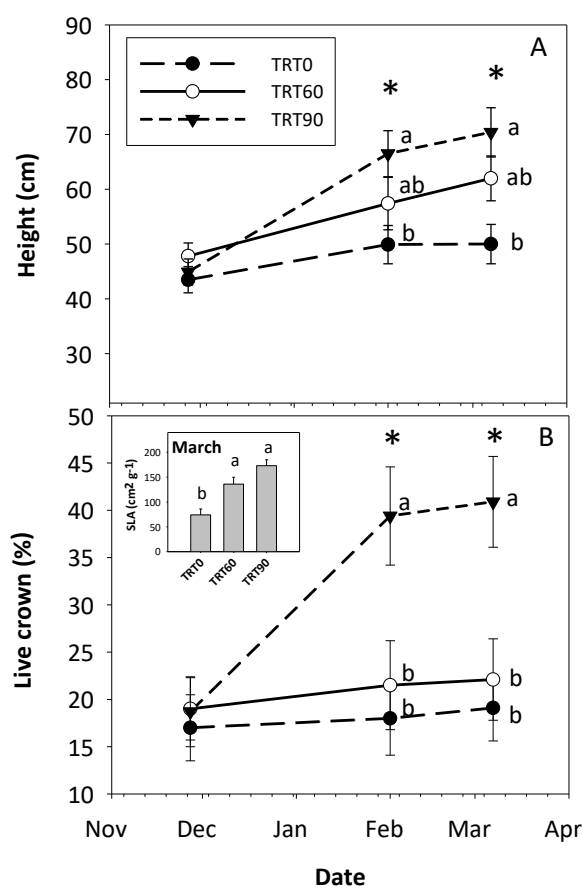 90
A
TRT0
TRT60
TRT90
80
*
*
70
a
a
60
ab
ab
50
b
b
40
30
Height (cm)
50
B
March
*
*
200
a
a
150
b
100
50
0
SLA (cm² g⁻¹)
TRT0
TRT60
TRT90
45
40
a
a
35
30
25
20
b
b
b
b
15
10
Live crown (%)
Nov
Dec
Jan
Feb
Mar
Apr
Date